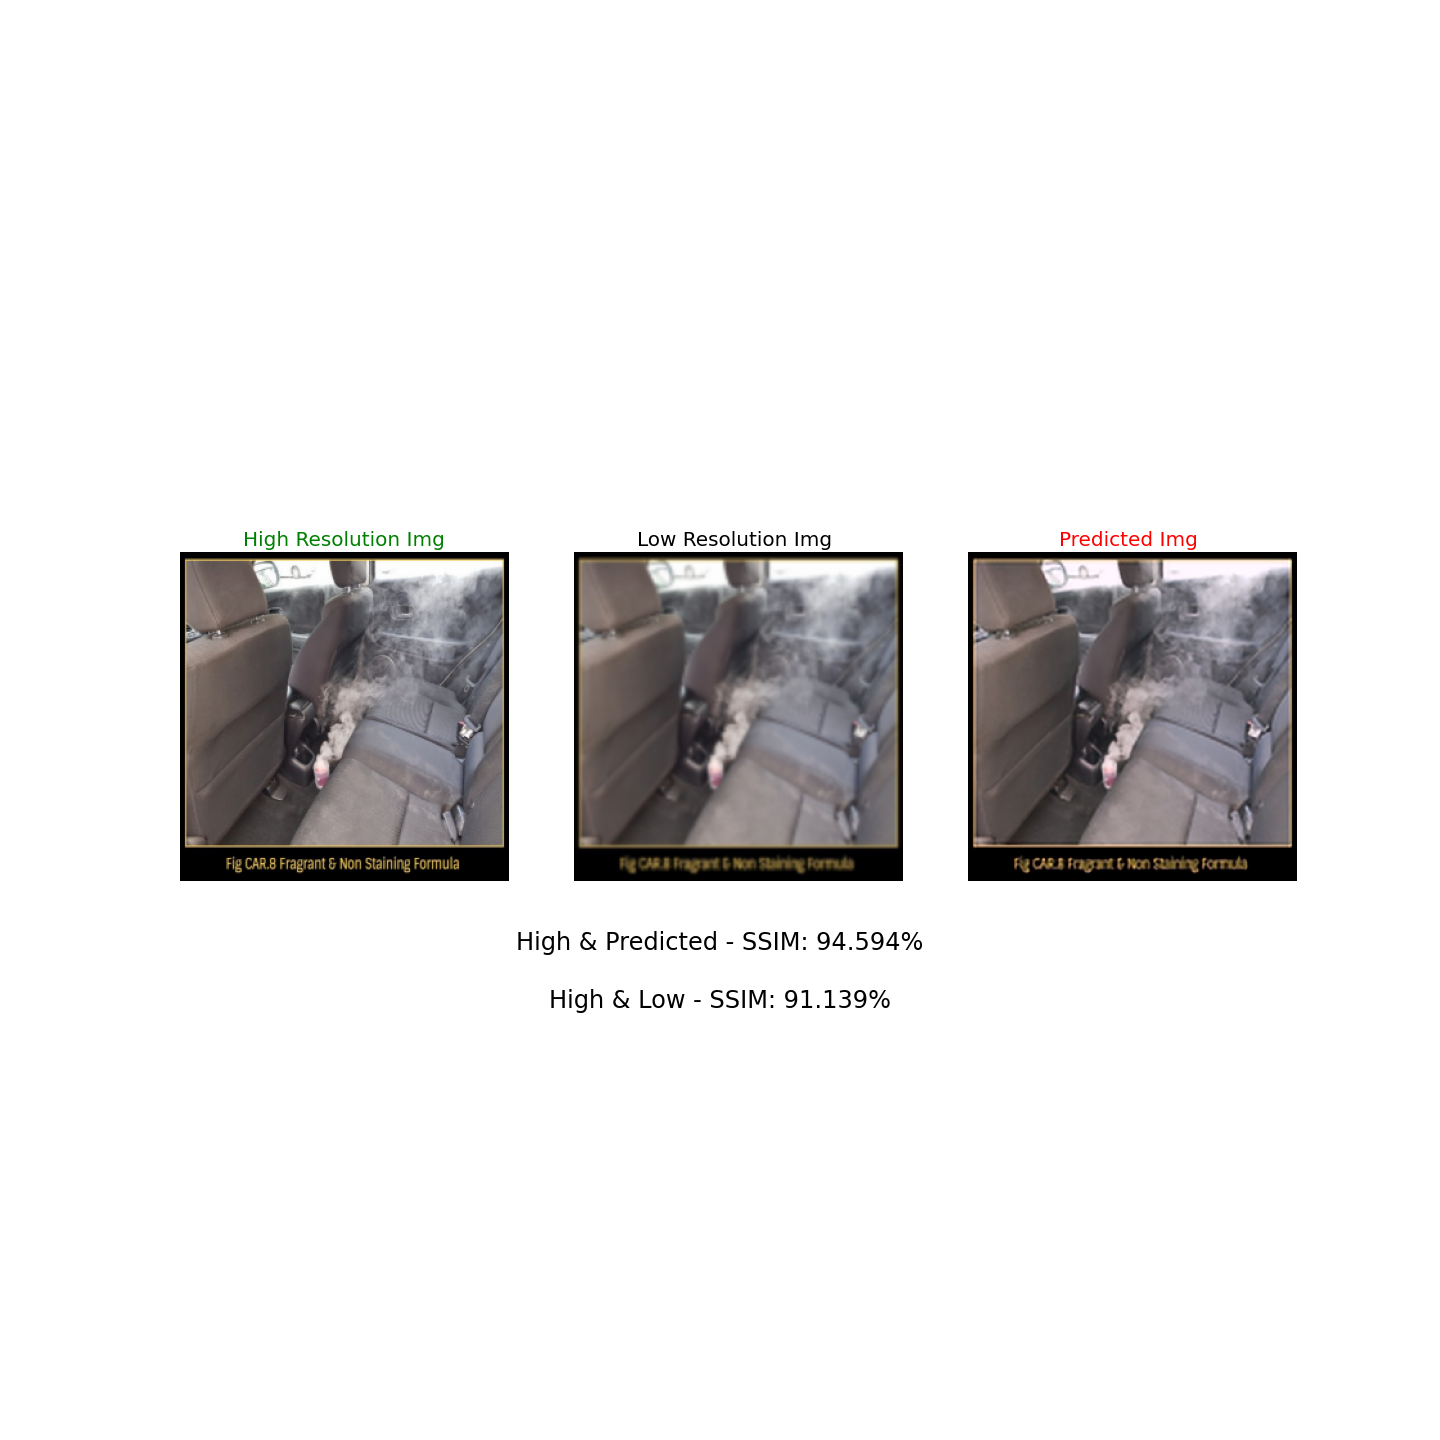 High Resolution Img
Low Resolution Img
Predicted Img
Fig CAR.8 Fragrant & Non Staining Formula
Fig CAR.8 Fragrant & Non Staining Formula
Fig CAR.8 Fragrant & Non Staining Formula
High & Predicted - SSIM: 94.594%
High & Low - SSIM: 91.139%